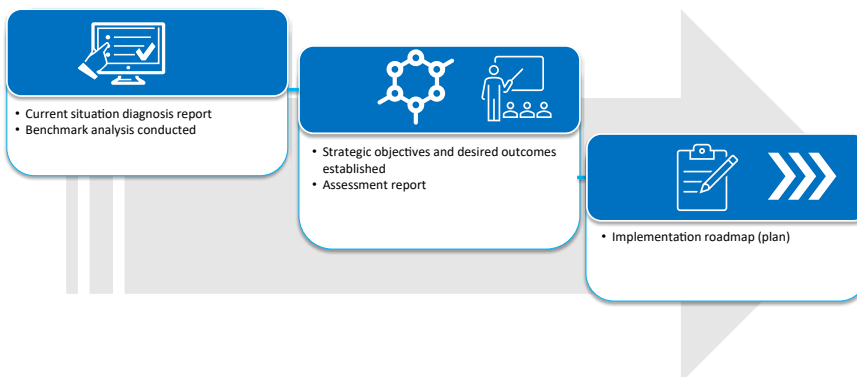 • Current situation diagnosis report
• Benchmark analysis conducted
• Strategic objectives and desired outcomes
established
• Assessment report
• Implementation roadmap (plan)